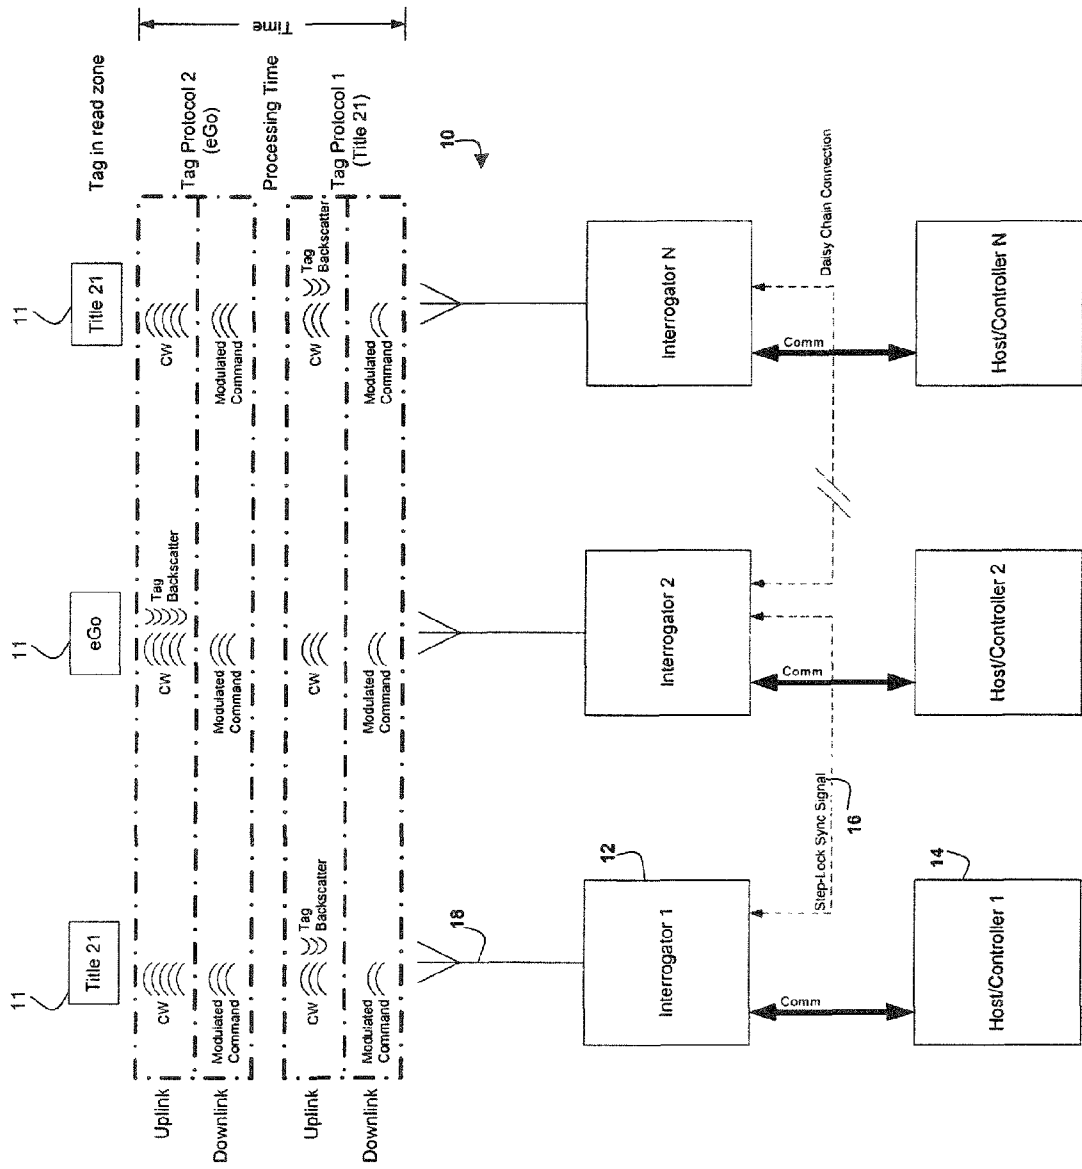 Tag in read zone
Tag Protocol 2
(eGo)
Processing Time
Tag Protocol 1
(Title 21)
Time
11
Title 21
11
eGo
11
Title 21
Uplink
CW
CW
Tag
Backscatter
CW
Downlink
Modulated
Command
Modulated
Command
Modulated
Command
Uplink
CW
Tag
Backscatter
CW
CW
Tag
Backscatter
Downlink
Modulated
Command
Modulated
Command
Modulated
Command
10
18
12
Interrogator 1
Interrogator 2
Interrogator N
Comm
Step-Lock Sync Signal
16
Comm
Comm
Daisy Chain Connection
14
Host/Controller 1
Host/Controller 2
Host/Controller N